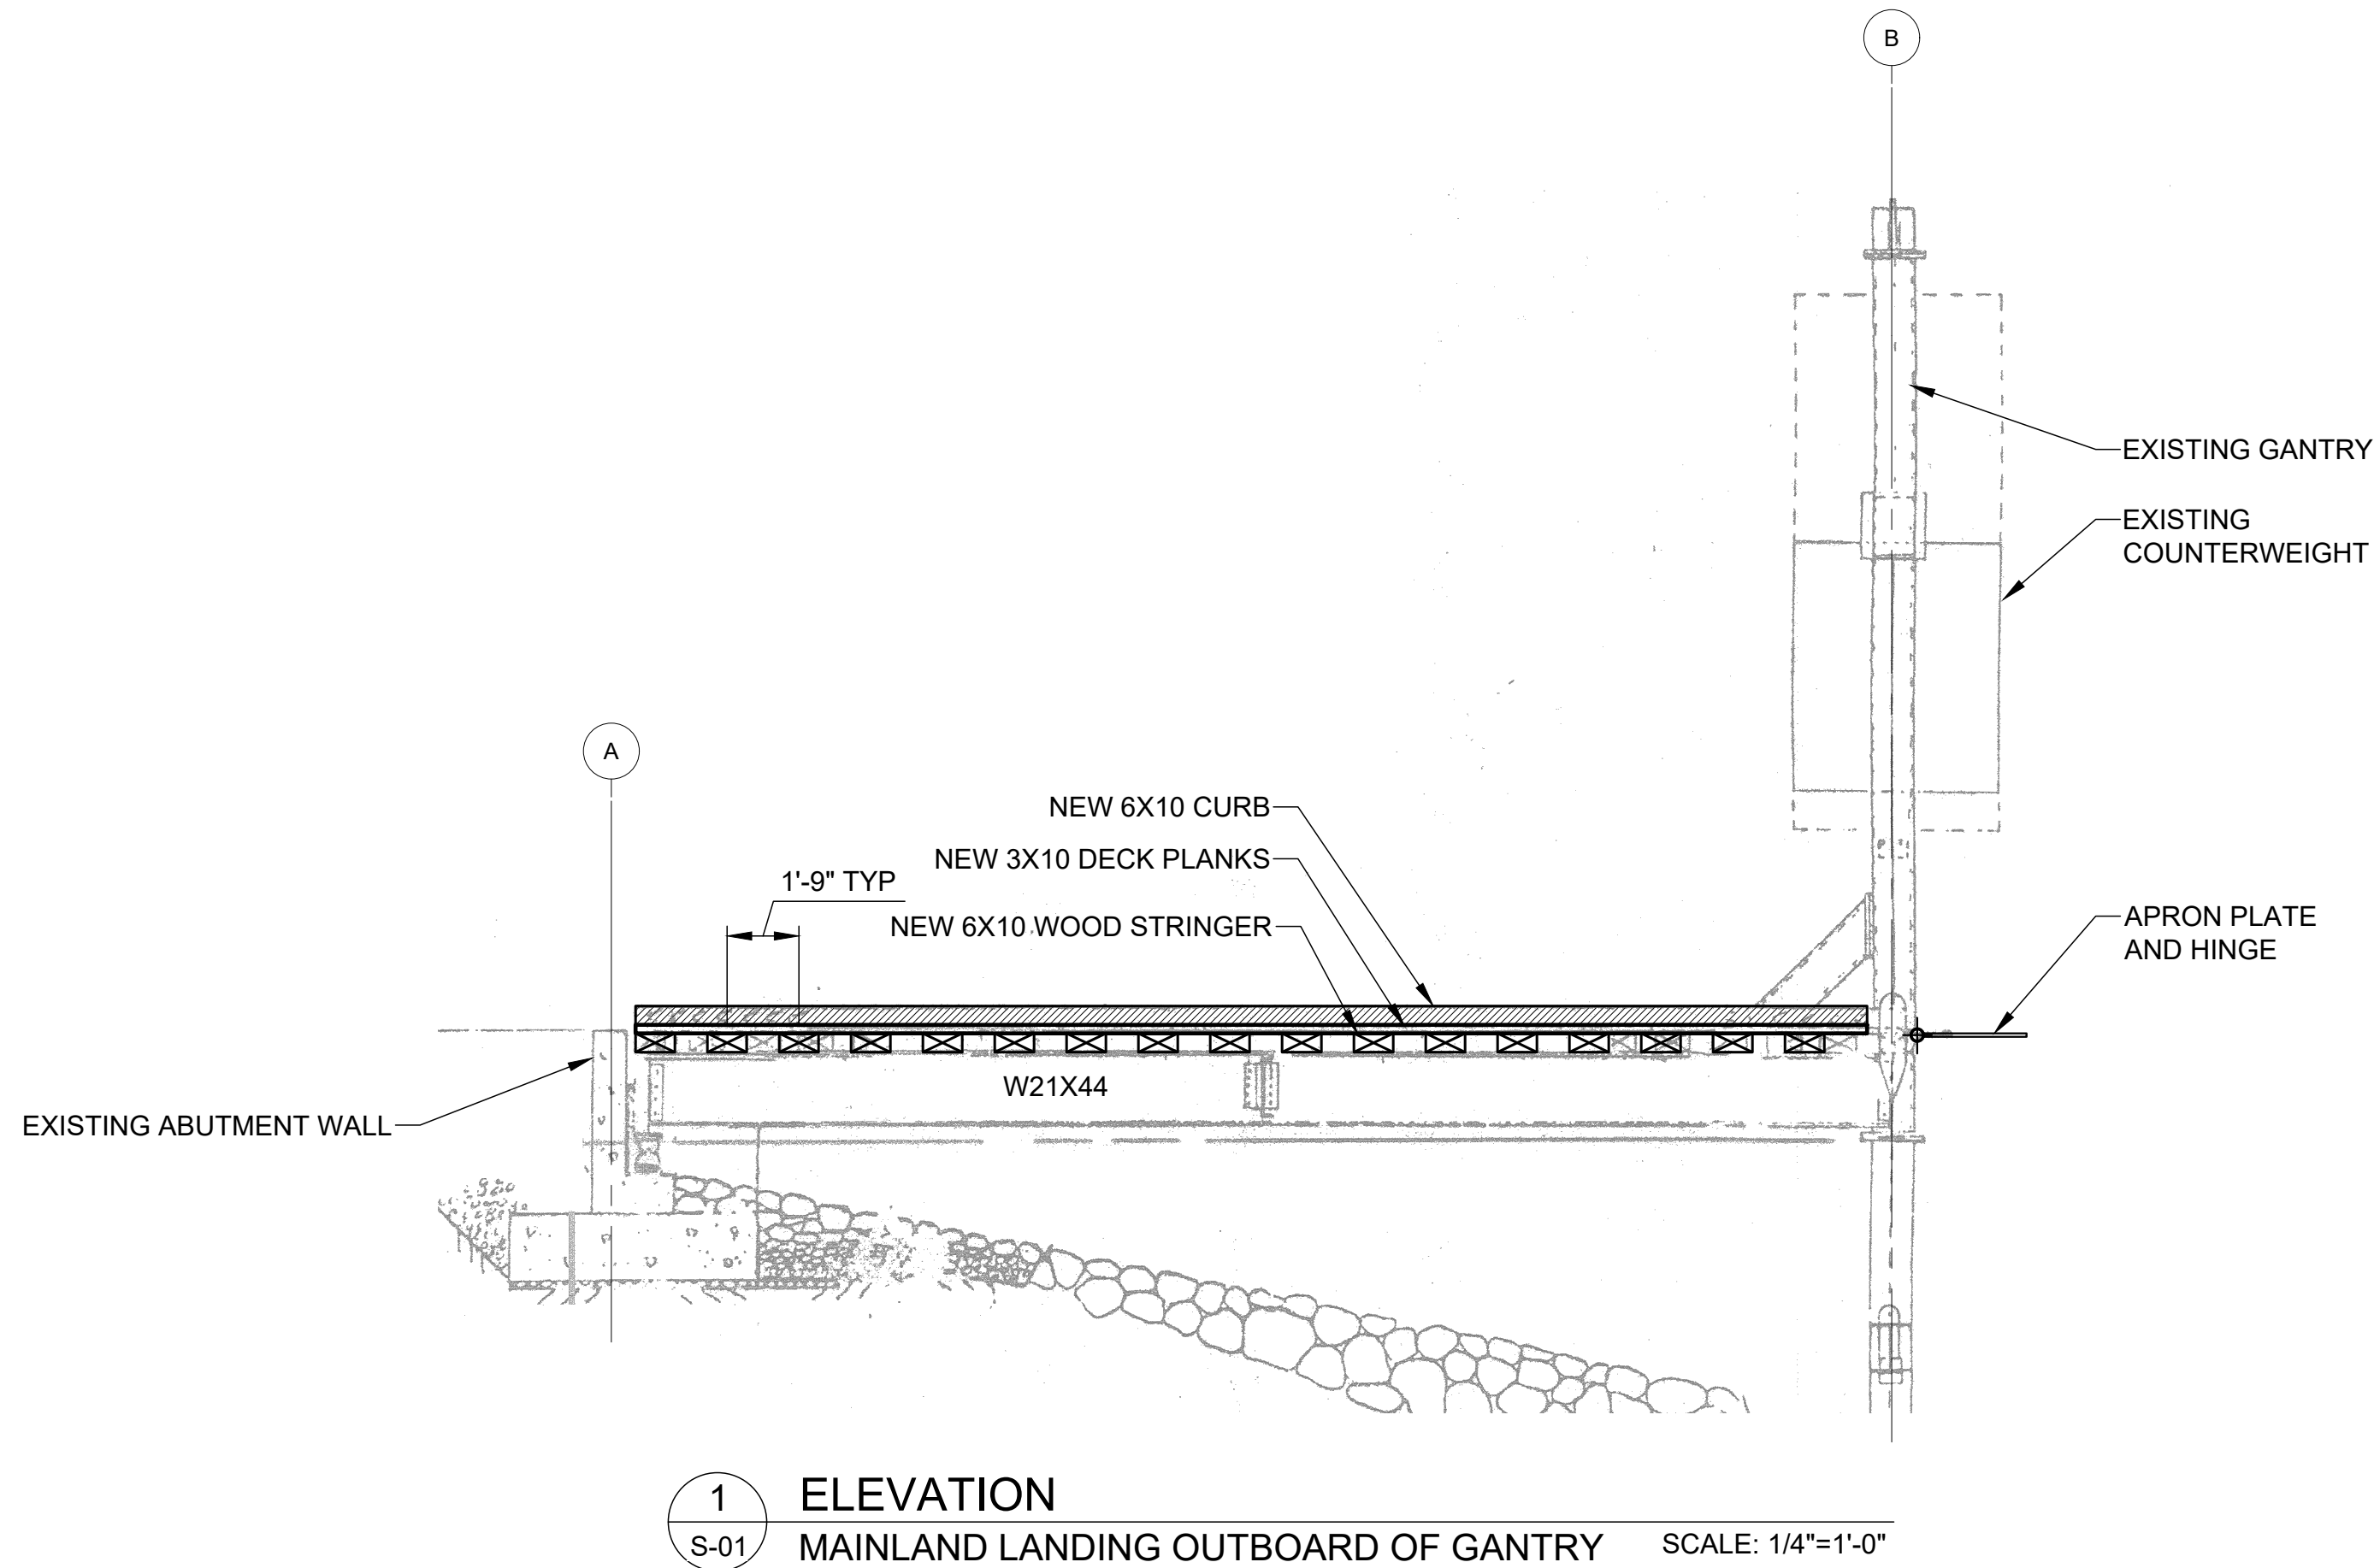 B
EXISTING GANTRY
EXISTING
COUNTERWEIGHT
A
NEW 6X10 CURB
NEW 3X10 DECK PLANKS
1'-9" TYP
NEW 6X10 WOOD STRINGER
APRON PLATE
AND HINGE
W21X44
EXISTING ABUTMENT WALL
1
ELEVATION
S-01
MAINLAND LANDING OUTBOARD OF GANTRY
SCALE: 1/4"=1'-0"